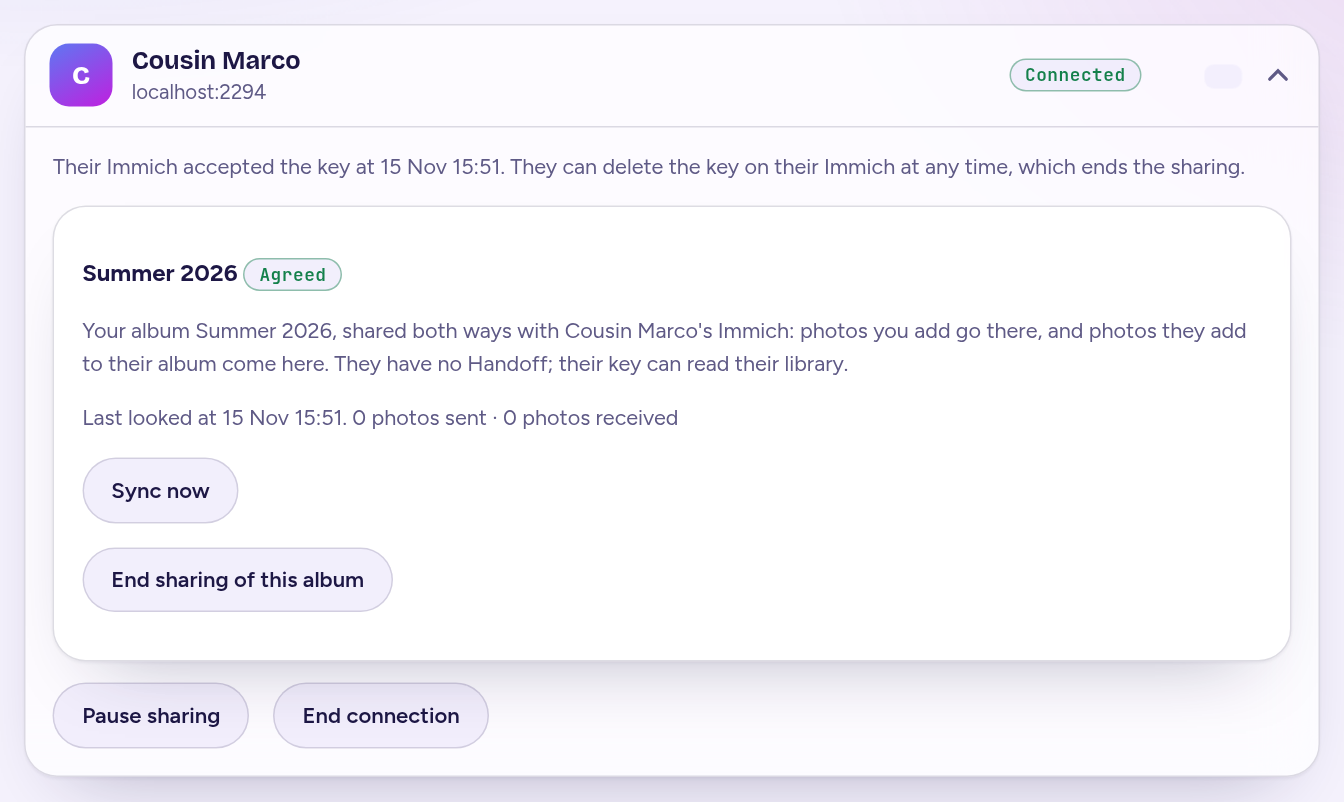 C
Cousin Marco
localhost:2294
Connected
Their Immich accepted the key at 15 Nov 15:51. They can delete the key on their Immich at any time, which ends the sharing.
Summer 2026 Agreed
Your album Summer 2026, shared both ways with Cousin Marco's Immich: photos you add go there, and photos they add
to their album come here. They have no Handoff; their key can read their library.
Last looked at 15 Nov 15:51. 0 photos sent · 0 photos received
Sync now
End sharing of this album
Pause sharing
End connection